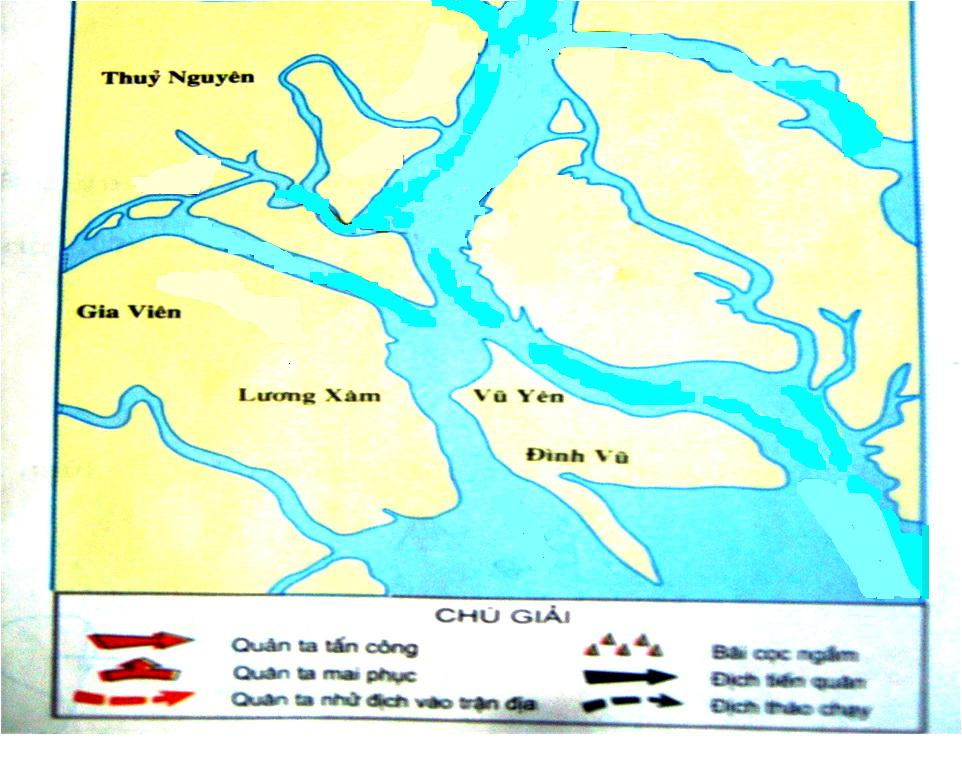 Thuỷ Nguyên
Gia Viên
Lương Xâm
Vũ Yên
Đình Vũ
CHÚ GIẢI
Quân ta tấn công
Quân ta mai phục
Quân ta nhử địch vào trận địa
Bãi cọc ngầm
Địch tiến quân
Địch tháo chạy